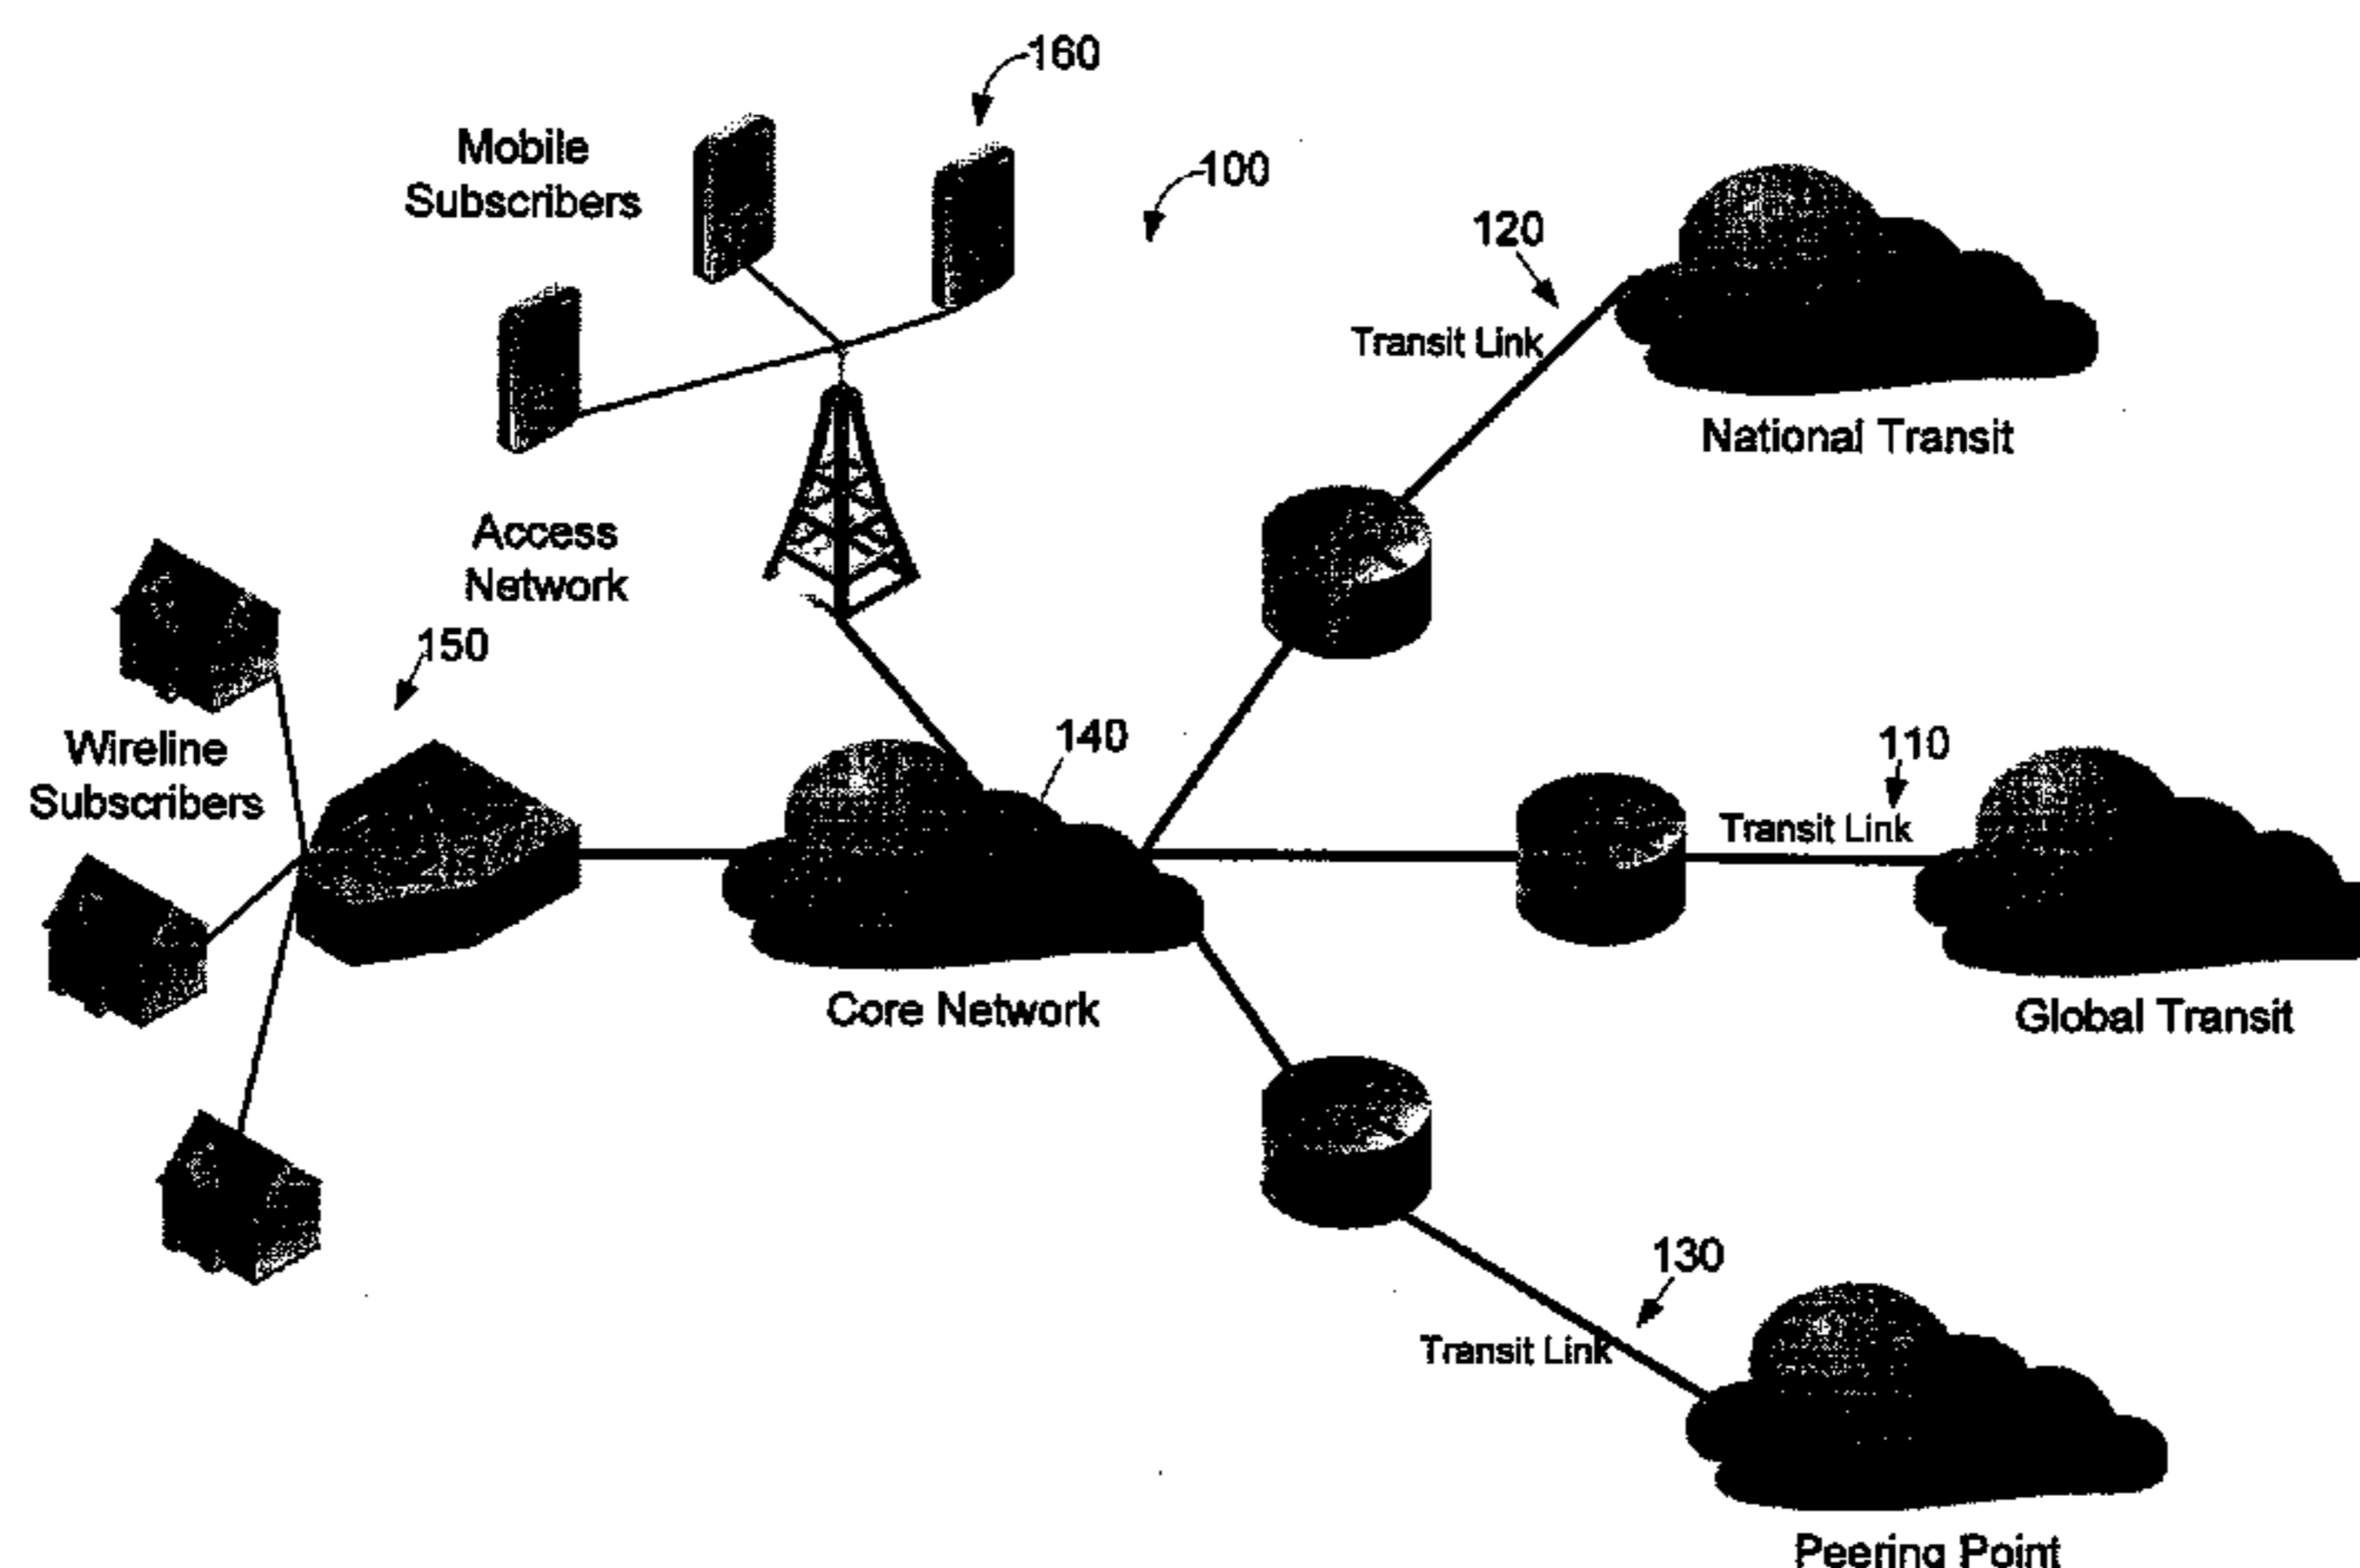 160
Mobile
Subscribers
100
120
Transit Link
National Transit
Access
Network
150
Wireline
Subscribers
140
110
Transit Link
Core Network
Global Transit
130
Transit Link
Peering Point